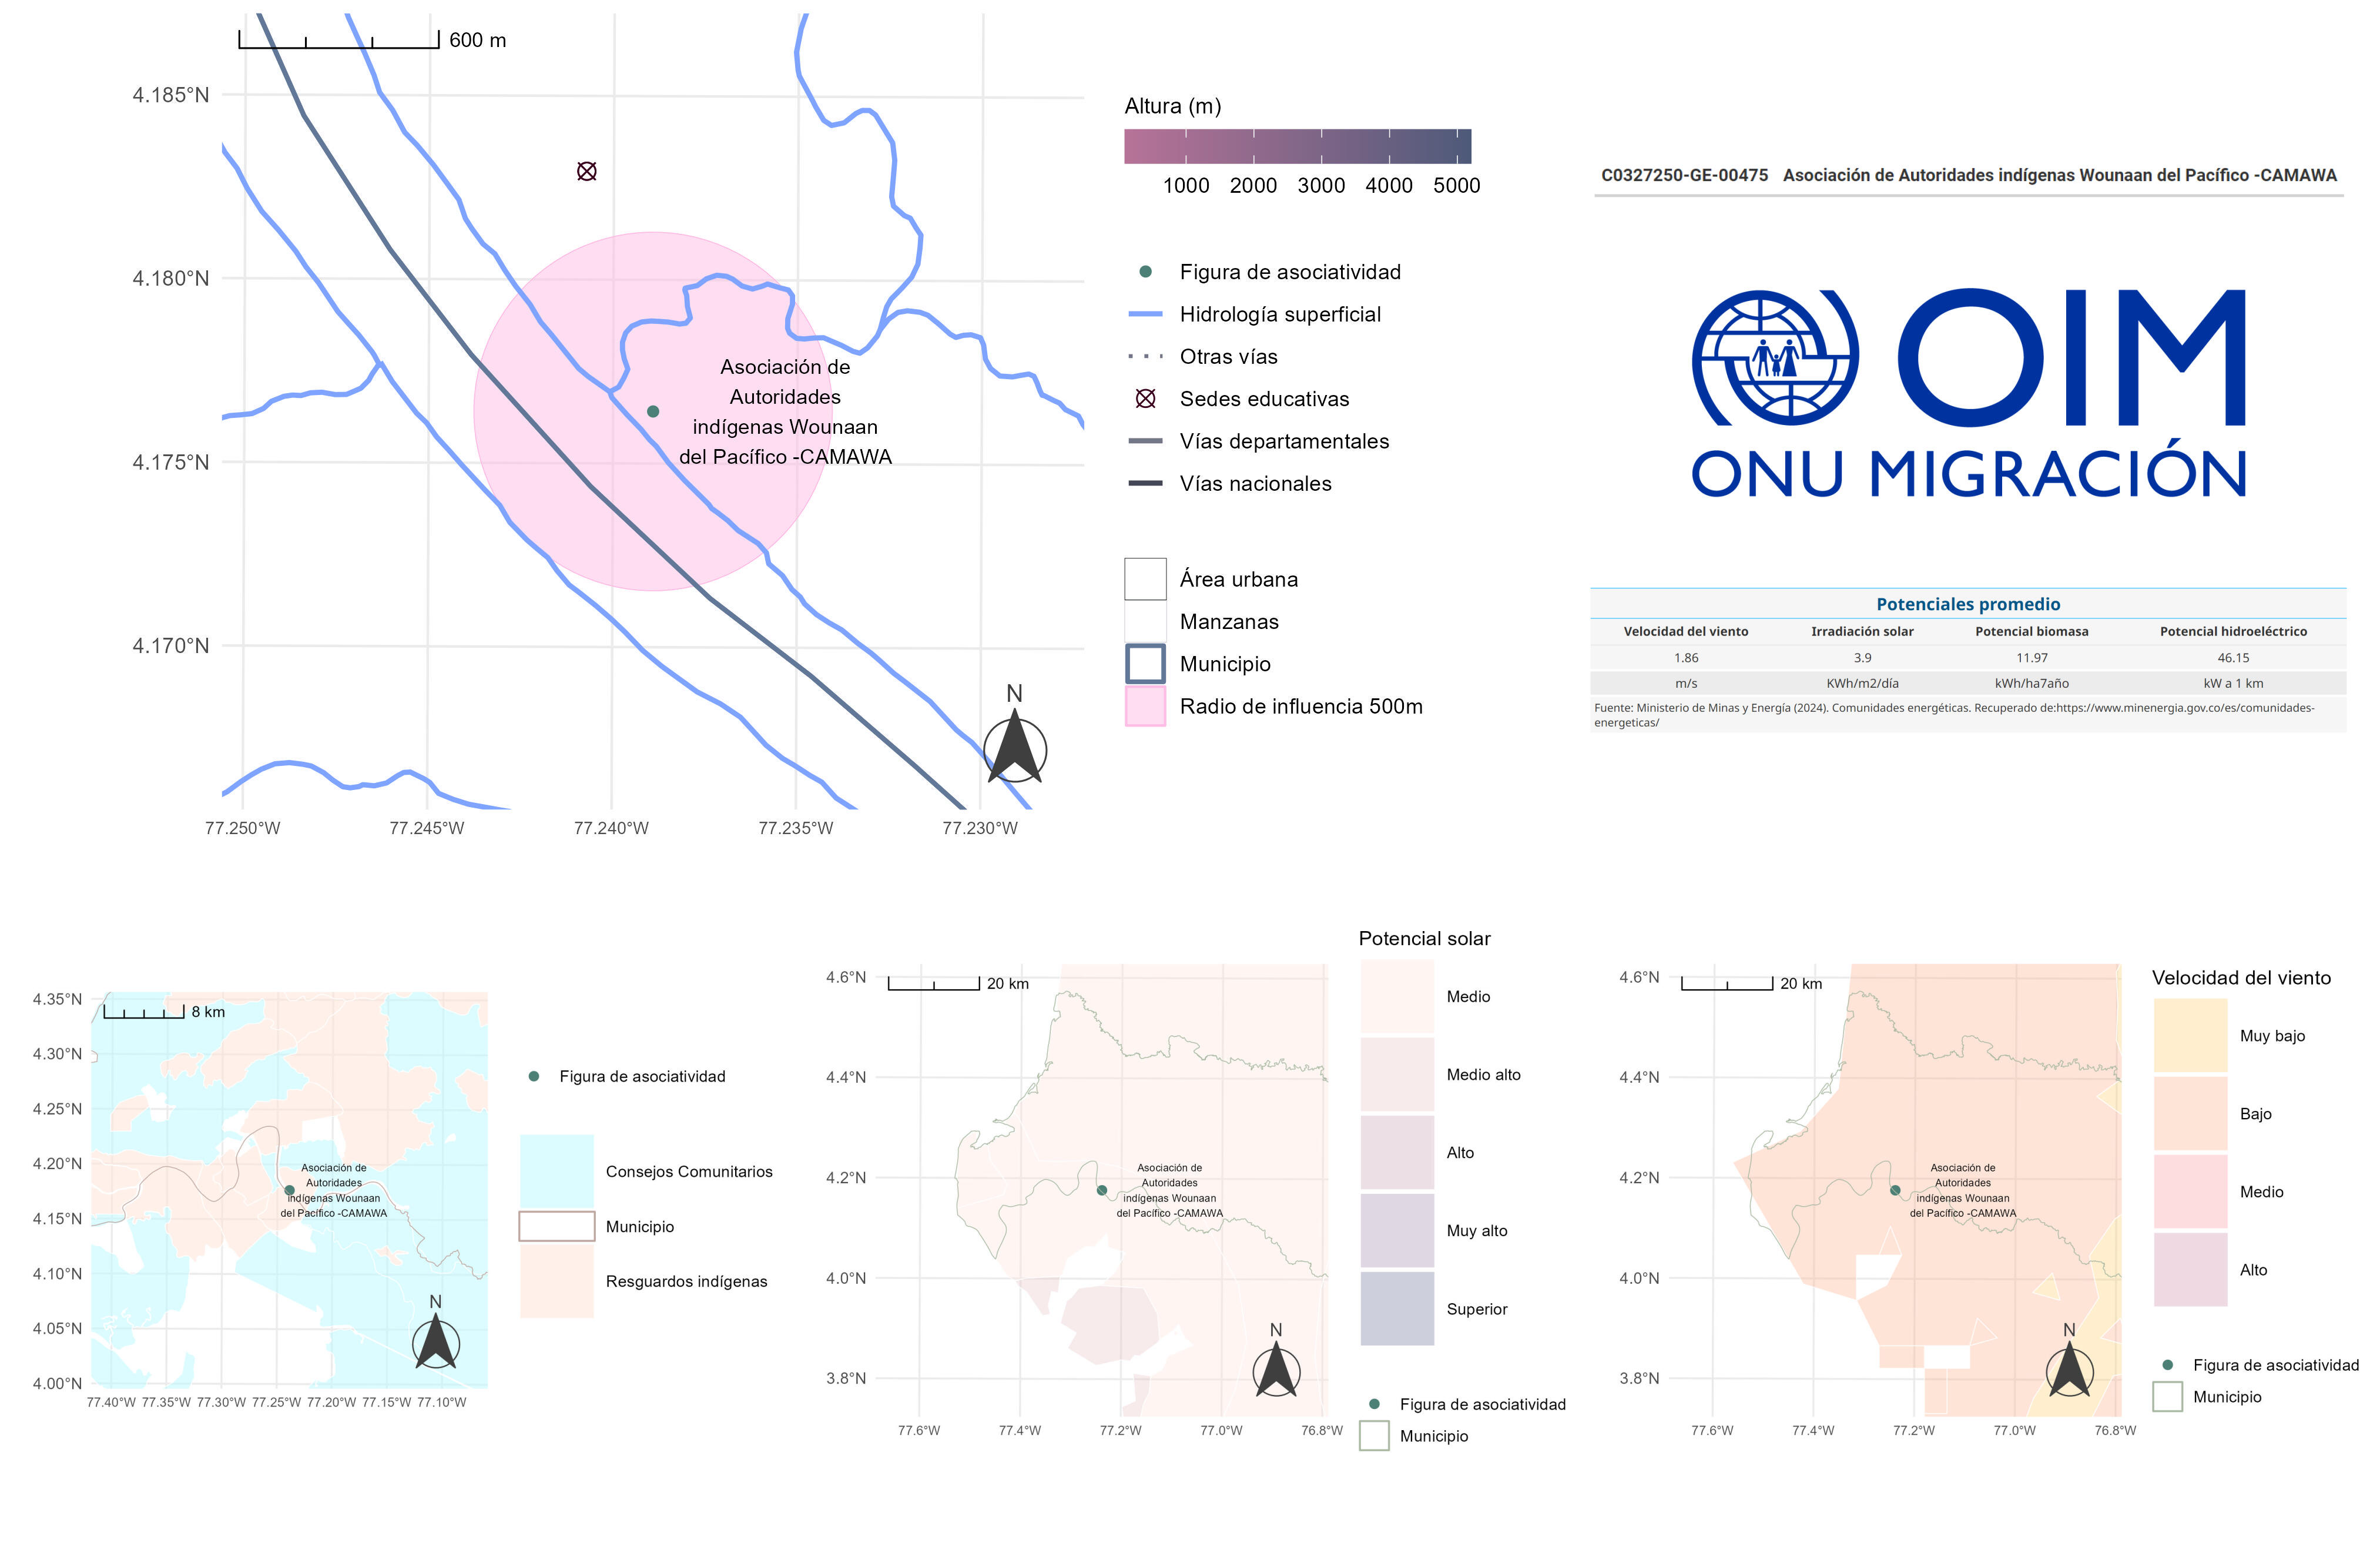 600 m
4.185°N
4.180°N
4.175°N
4.170°N
77.250°W
77.245°W
77.240°W
77.235°W
77.230°W
Asociación de
Autoridades
indígenas Wounaan
del Pacífico -CAMAWA
N
Altura (m)
1000 2000 3000 4000 5000
Figura de asociatividad
Hidrología superficial
Otras vías
Sedes educativas
Vías departamentales
Vías nacionales
Área urbana
Manzanas
Municipio
Radio de influencia 500m
C0327250-GE-00475 Asociación de Autoridades indígenas Wounaan del Pacífico -CAMAWA
OIM
ONU MIGRACIÓN
Potenciales promedio
Velocidad del viento Irradiación solar Potencial biomasa Potencial hidroeléctrico
1.86 3.9 11.97 46.15
m/s KWh/m2/día kWh/ha7año kW a 1 km
Fuente: Ministerio de Minas y Energía (2024). Comunidades energéticas. Recuperado de:https://www.minenergia.gov.co/es/comunidades-
energeticas/
8 km
4.35°N
4.30°N
4.25°N
4.20°N
4.15°N
4.10°N
4.05°N
4.00°N
77.40°W 77.35°W 77.30°W 77.25°W 77.20°W 77.15°W 77.10°W
Asociación de
Autoridades
indígenas Wounaan
del Pacífico -CAMAWA
N
Figura de asociatividad
Consejos Comunitarios
Municipio
Resguardos indígenas
20 km
4.6°N
4.4°N
4.2°N
4.0°N
3.8°N
77.6°W 77.4°W 77.2°W 77.0°W 76.8°W
Asociación de
Autoridades
indígenas Wounaan
del Pacífico -CAMAWA
N
Potencial solar
Medio
Medio alto
Alto
Muy alto
Superior
Figura de asociatividad
Municipio
20 km
4.6°N
4.4°N
4.2°N
4.0°N
3.8°N
77.6°W 77.4°W 77.2°W 77.0°W 76.8°W
Asociación de
Autoridades
indígenas Wounaan
del Pacífico -CAMAWA
N
Velocidad del viento
Muy bajo
Bajo
Medio
Alto
Figura de asociatividad
Municipio